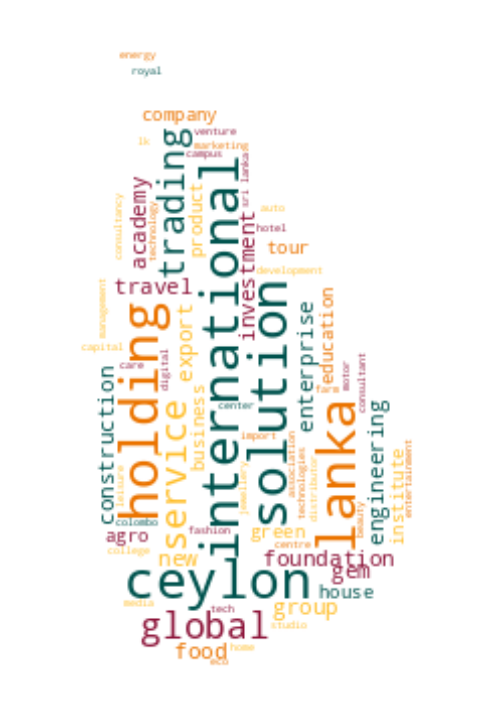 energy
royal
company
venture
lk
marketing
campus
trading
international
sri lanka
academy
technology
consultancy
product
auto
hotel
investment
tour
development
travel
management
export
solution
education
enterprise
holding
capital
care
digital
motor
consultant
farm
construction
service
business
center
lanka
engineering
import
association
technologies
distributor
jewellery
leisure
institute
entertainment
beauty
colombo
agro
fashion
green
college
new
centre
foundation
gem
ceylon
house
media
tech
group
global
studio
food
home
eco